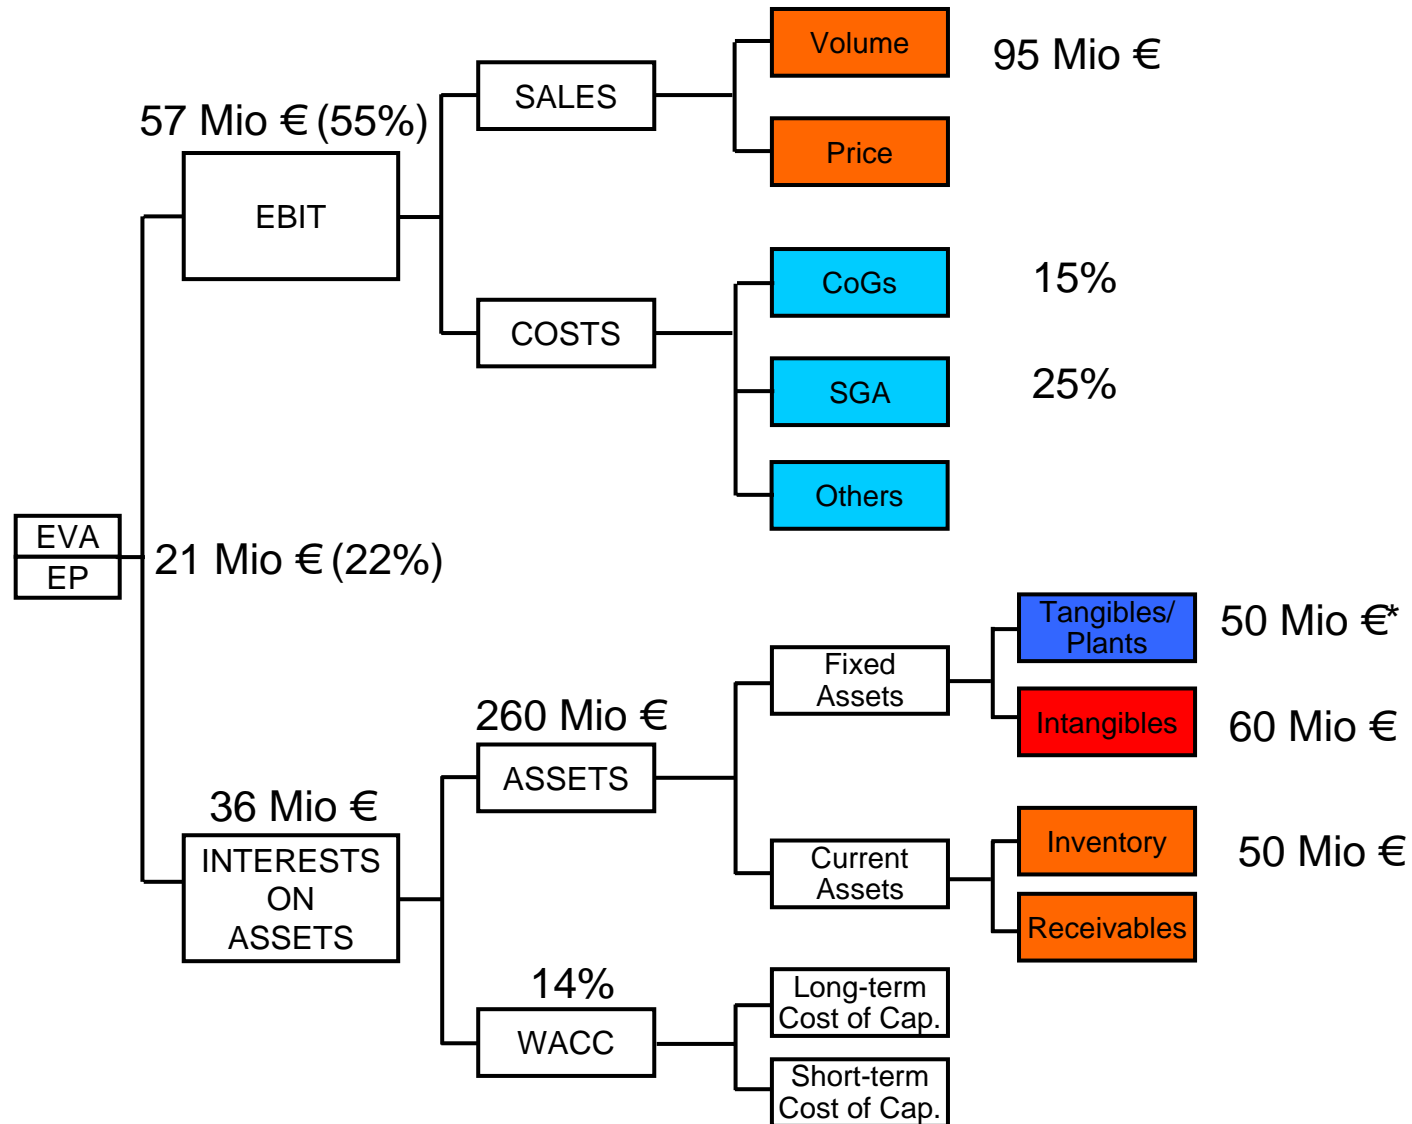 Volume
95 Mio €
SALES
57 Mio € (55%)
Price
EBIT
CoGs
15%
COSTS
SGA
25%
Others
EVA
EP
21 Mio € (22%)
Tangibles/
Plants
50 Mio €*
Fixed
Assets
260 Mio €
Intangibles
60 Mio €
ASSETS
36 Mio €
INTERESTS
ON
ASSETS
Current
Assets
Inventory
50 Mio €
Receivables
14%
WACC
Long-term
Cost of Cap.
Short-term
Cost of Cap.